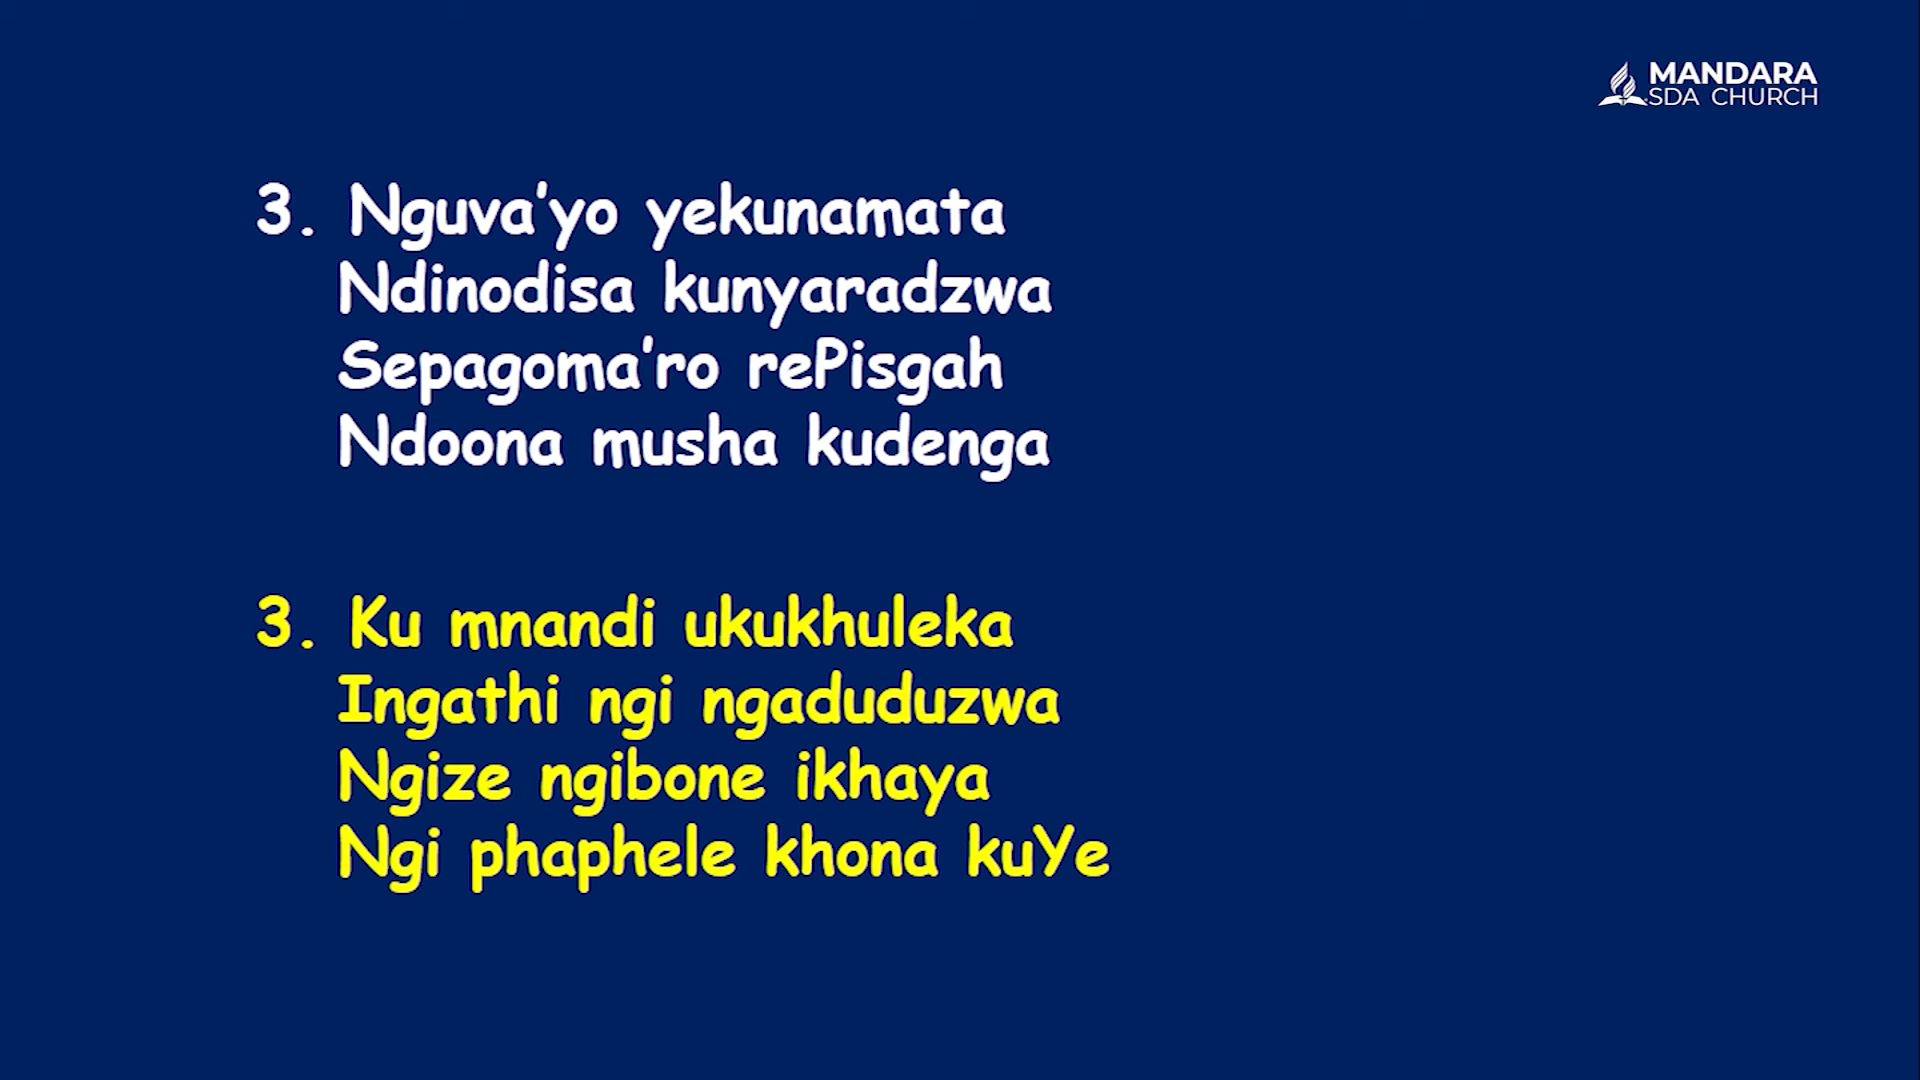 MANDARA
SDA CHURCH
3. Nguva'yo yekunamata
Ndinodisa kunyaradzwa
Sepagoma'ro rePisgah
Ndoona musha kudenga
3. Ku mnandi ukukhuleka
Ingathi ngi ngaduduzwa
Ngize ngibone ikhaya
Ngi phaphele khona kuYe